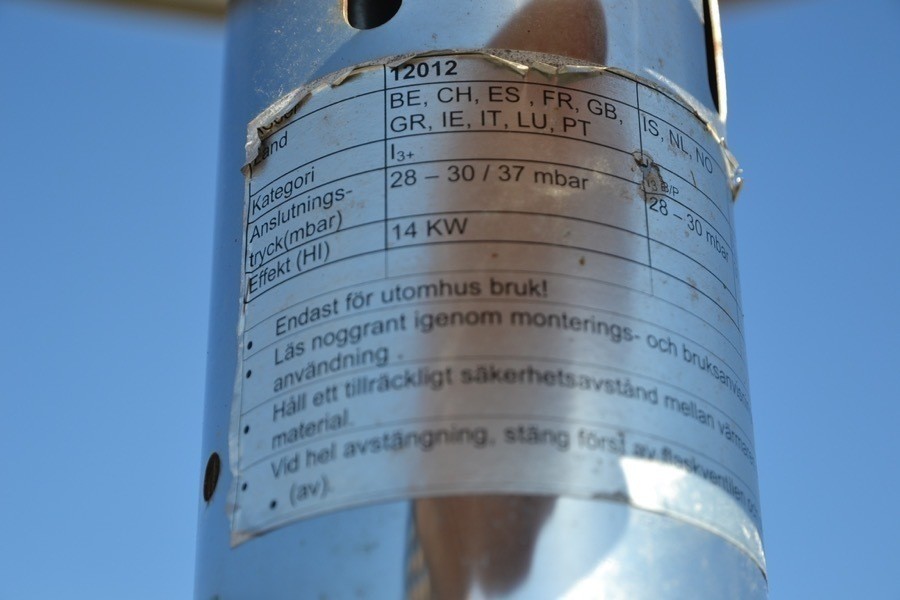 12012
Land BE, CH, ES , FR, GB, IS, NL, NO
GR, IE, IT, LU, PT
Kategori I3+ B/P
Anslutnings- 28 – 30 / 37 mbar 28 – 30 mbar
tryck(mbar)
Effekt (HI) 14 KW
• Endast för utomhus bruk!
• Läs noggrant igenom monterings- och
användning .
• Håll ett tillräckligt säkerhetsavstånd mellan
material.
• Vid hel avstängning, stäng först av flaskventilen
• (av).